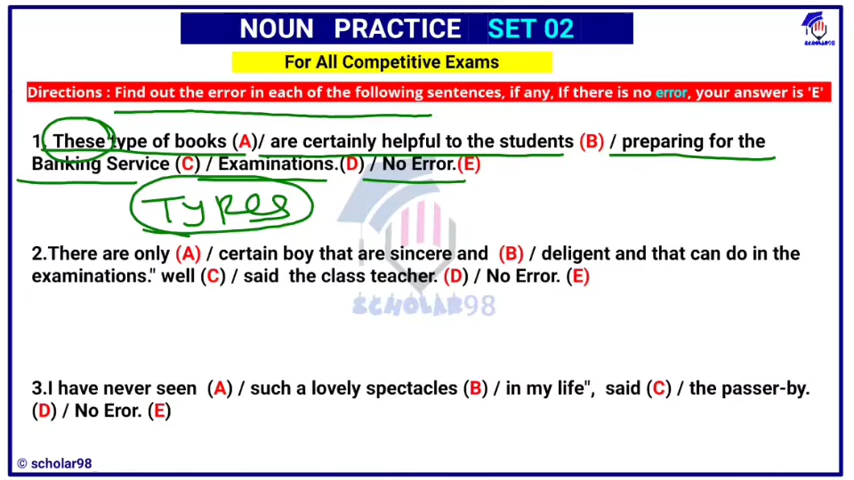 NOUN PRACTICE SET 02
SCHOLAR98
For All Competitive Exams
Directions : Find out the error in each of the following sentences, if any, If there is no error, your answer is 'E'
1. These type of books (A)/ are certainly helpful to the students (B) / preparing for the
Banking Service (C) / Examinations.(D) / No Error.(E)
TYPes
2.There are only (A) / certain boy that are sincere and (B) / deligent and that can do in the
examinations." well (C) / said the class teacher. (D) / No Error. (E)
SCHOLAR98
3.I have never seen (A) / such a lovely spectacles (B) / in my life", said (C) / the passer-by.
(D) / No Eror. (E)
© scholar98